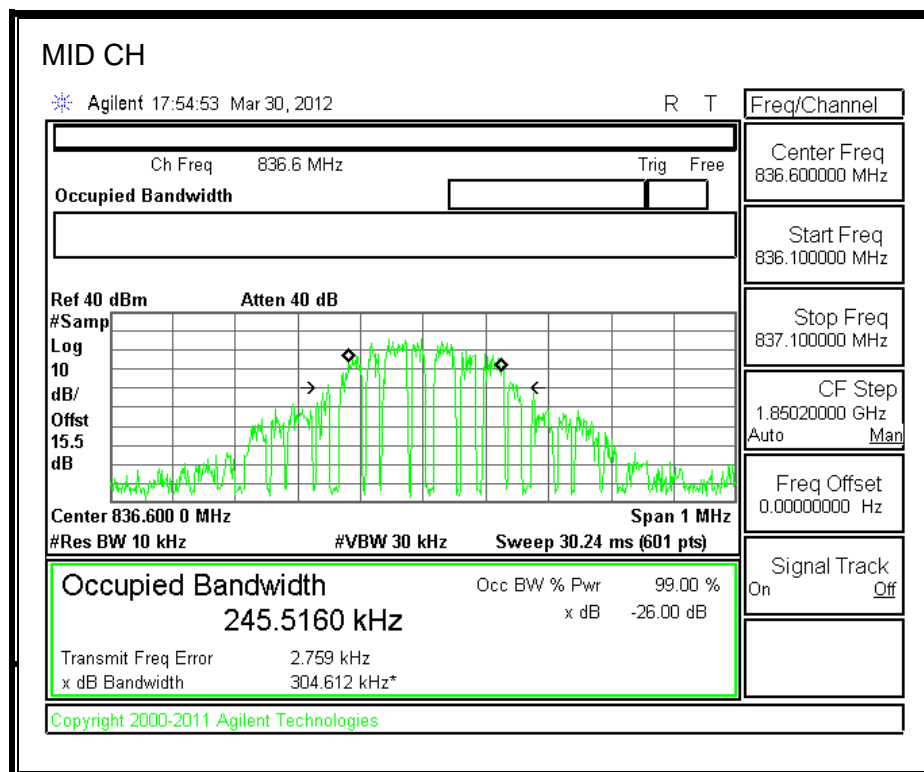 MID CH
Agilent 17:54:53 Mar 30, 2012 R T
Freq/Channel
Ch Freq 836.6 MHz Trig Free
Occupied Bandwidth
Center Freq
836.600000 MHz
Start Freq
836.100000 MHz
Stop Freq
837.100000 MHz
CF Step
1.85020000 GHz
Auto Man
Freq Offset
0.00000000 Hz
Signal Track
On Off
Ref 40 dBm Atten 40 dB
#Samp
Log
10
dB/
Offst
15.5
dB
Center 836.600 0 MHz Span 1 MHz
#Res BW 10 kHz #VBW 30 kHz Sweep 30.24 ms (601 pts)
Occupied Bandwidth Occ BW % Pwr 99.00 %
245.5160 kHz x dB -26.00 dB
Transmit Freq Error 2.759 kHz
x dB Bandwidth 304.612 kHz*
Copyright 2000-2011 Agilent Technologies